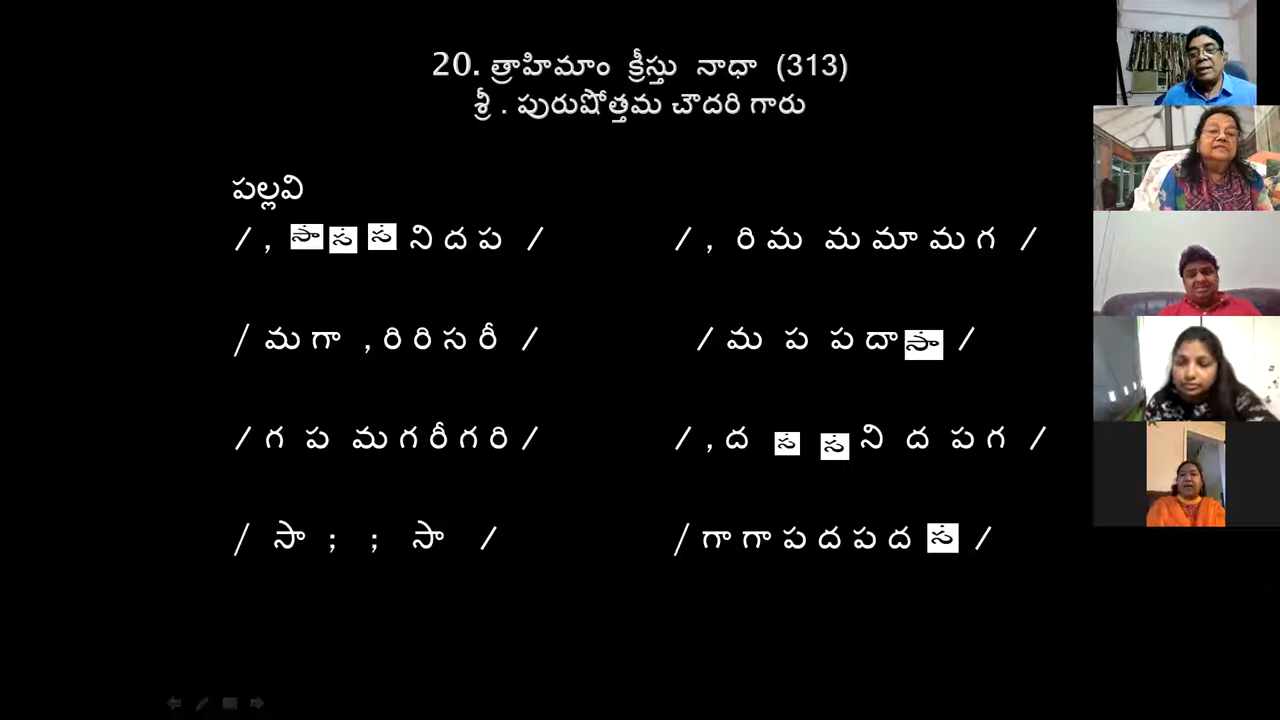 20. త్రాహిమాం క్రీస్తు నాధా (313)
శ్రీ . పురుషోత్తమ చౌదరి గారు
పల్లవి
/ , సా̇ స̇ స̇ ని ద ప / / , రి మ మ మా మ గ /
/ మ గా , రి రి స రీ / / మ ప ప దా సా̇ /
/ గ ప మ గ రీ గ రి / / , ద స̇ స̇ ని ద ప గ /
/ సా ; ; సా / / గా గా ప ద ప ద స̇ /